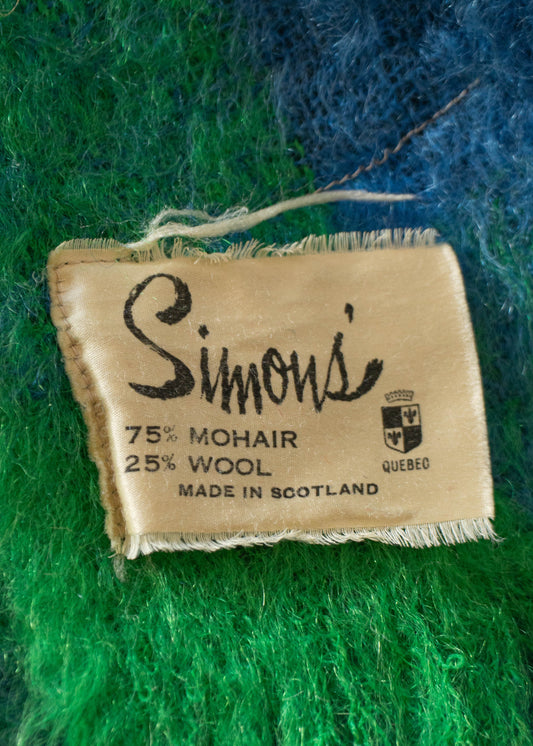 Simons'
75% MOHAIR
25% WOOL
QUEBEC
MADE IN SCOTLAND